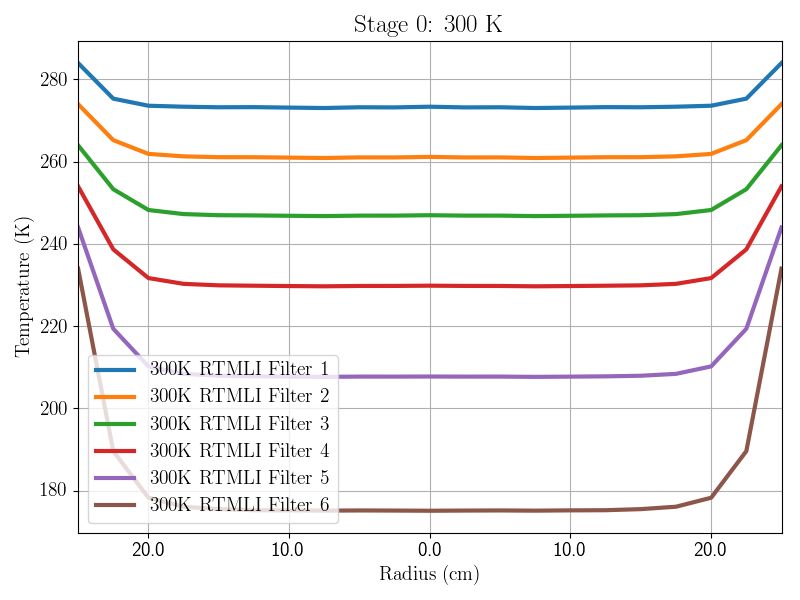 Stage 0: 300 K
Temperature (K)
280
260
240
220
200
180
300K RTMLI Filter 1
300K RTMLI Filter 2
300K RTMLI Filter 3
300K RTMLI Filter 4
300K RTMLI Filter 5
300K RTMLI Filter 6
20.0 10.0 0.0 10.0 20.0
Radius (cm)